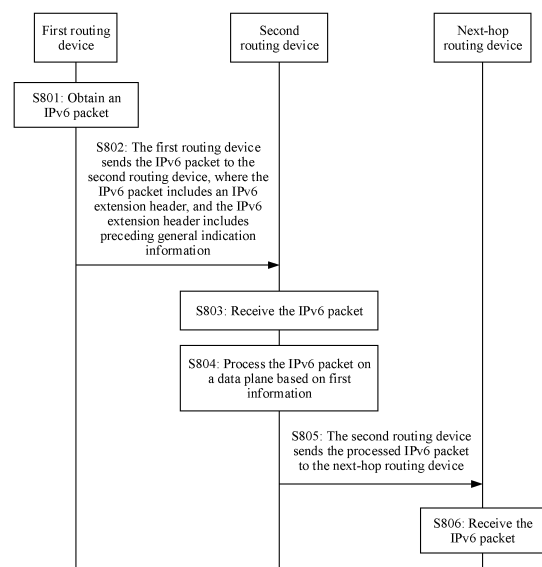 First routing
device
Second
routing device
Next-hop
routing device
S801: Obtain an
IPv6 packet
S802: The first routing device
sends the IPv6 packet to the
second routing device, where the
IPv6 packet includes an IPv6
extension header, and the IPv6
extension header includes
preceding general indication
information
S803: Receive the IPv6 packet
S804: Process the IPv6 packet on
a data plane based on first
information
S805: The second routing device
sends the processed IPv6 packet
to the next-hop routing device
S806: Receive the
IPv6 packet